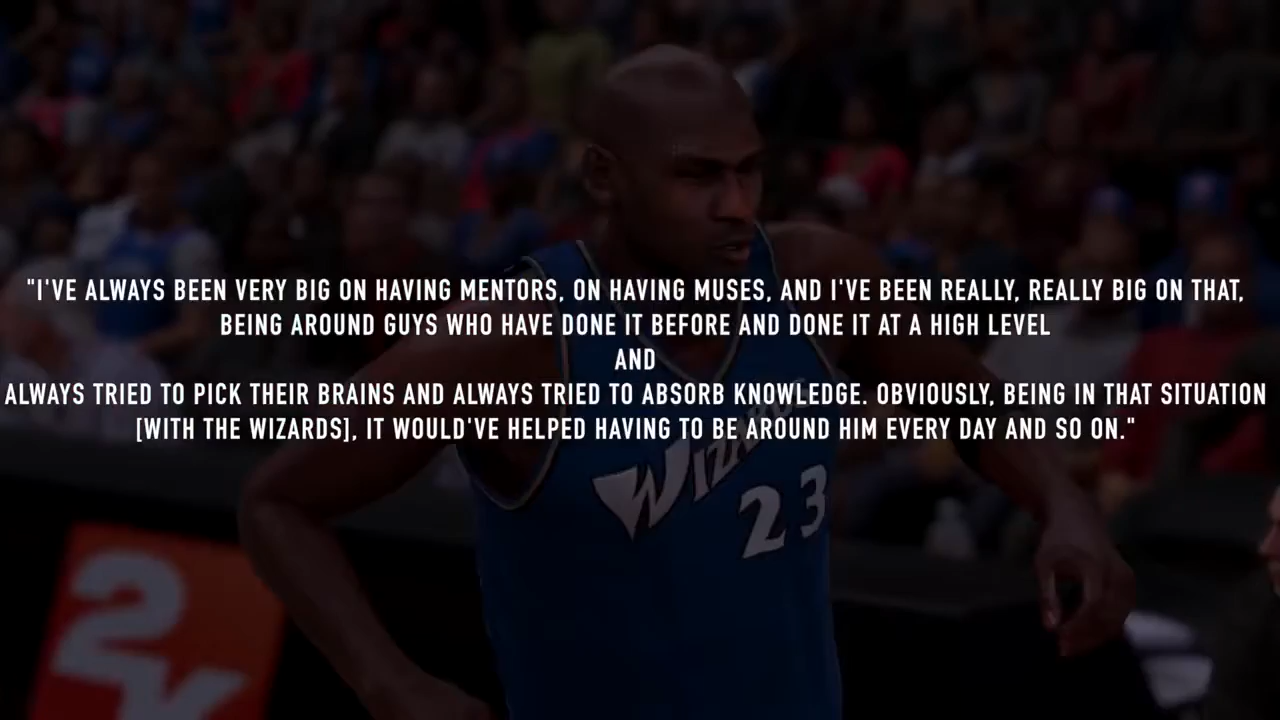 "I'VE ALWAYS BEEN VERY BIG ON HAVING MENTORS, ON HAVING MUSES, AND I'VE BEEN REALLY, REALLY BIG ON THAT,
BEING AROUND GUYS WHO HAVE DONE IT BEFORE AND DONE IT AT A HIGH LEVEL
AND
ALWAYS TRIED TO PICK THEIR BRAINS AND ALWAYS TRIED TO ABSORB KNOWLEDGE. OBVIOUSLY, BEING IN THAT SITUATION
[WITH THE WIZARDS], IT WOULD'VE HELPED HAVING TO BE AROUND HIM EVERY DAY AND SO ON."
WIZARDS
23
2K